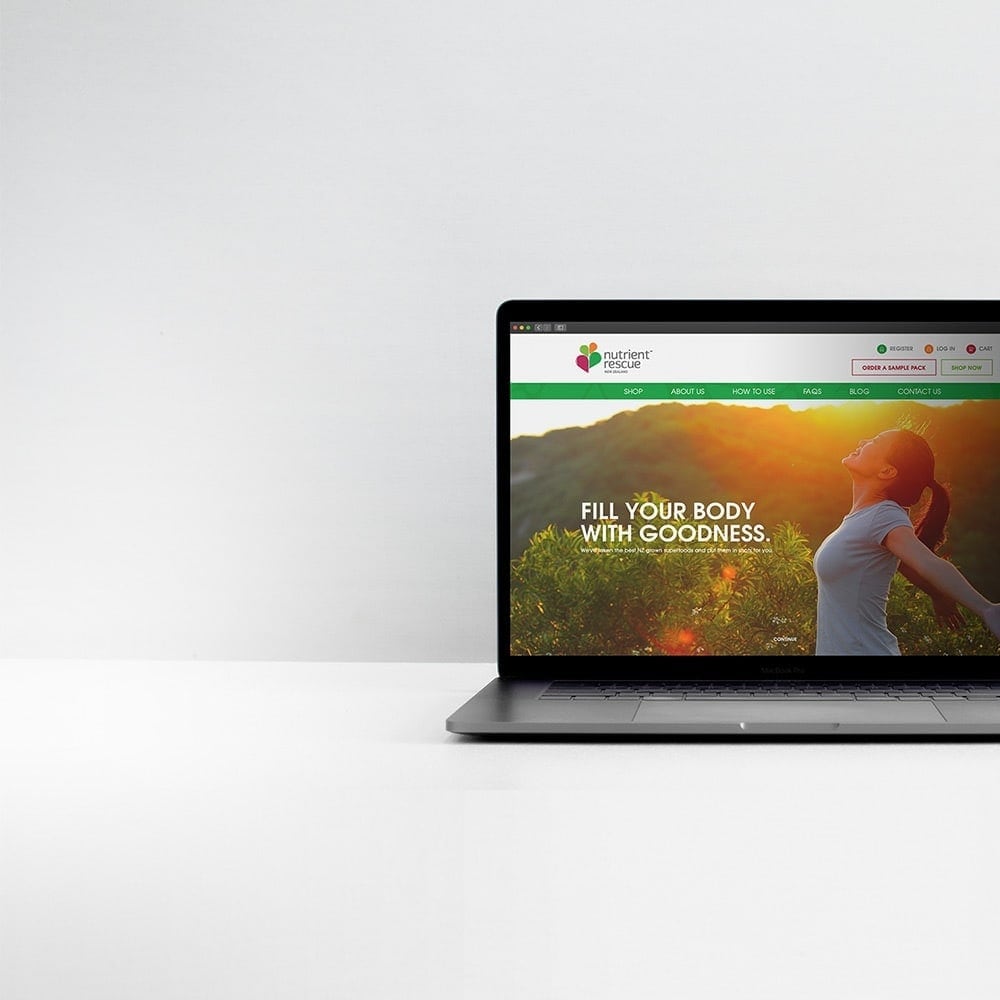 nutrient
rescue
NEW ZEALAND
REGISTER LOG IN CART
ORDER A SAMPLE PACK SHOP NOW
SHOP ABOUT US HOW TO USE FAQS BLOG CONTACT US
FILL YOUR BODY
WITH GOODNESS.
We've taken the best NZ grown superfoods and put them in shots for you.
CONTINUE
MacBook Pro